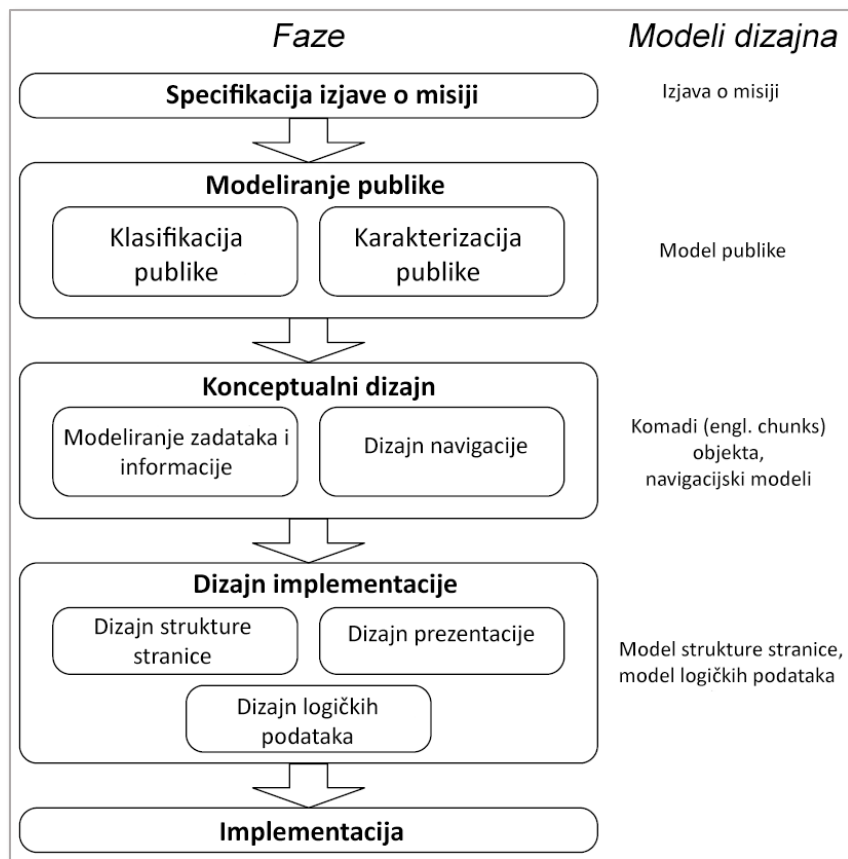 Faze
Modeli dizajna
Specifikacija izjave o misiji
Izjava o misiji
Modeliranje publike
Klasifikacija
publike
Karakterizacija
publike
Model publike
Konceptualni dizajn
Modeliranje zadataka i
informacije
Dizajn navigacije
Komadi (engl. chunks)
objekta,
navigacijski modeli
Dizajn implementacije
Dizajn strukture
stranice
Dizajn prezentacije
Dizajn logičkih
podataka
Model strukture stranice,
model logičkih podataka
Implementacija